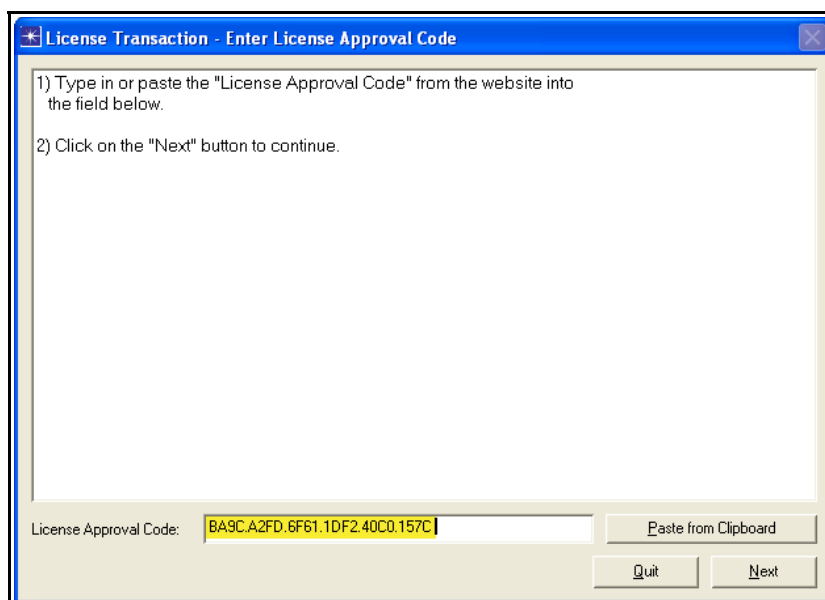 License Transaction - Enter License Approval Code
1) Type in or paste the "License Approval Code" from the website into
the field below.
2) Click on the "Next" button to continue.
License Approval Code:
BA9C.A2FD.6F61.1DF2.40C0.157C
Paste from Clipboard
Quit
Next